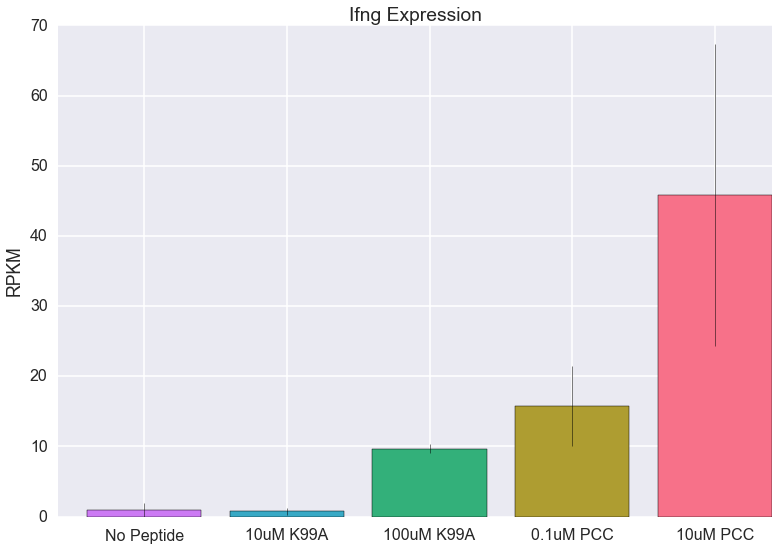 Ifng Expression
RPKM
70
60
50
40
30
20
10
0
No Peptide
10uM K99A
100uM K99A
0.1uM PCC
10uM PCC